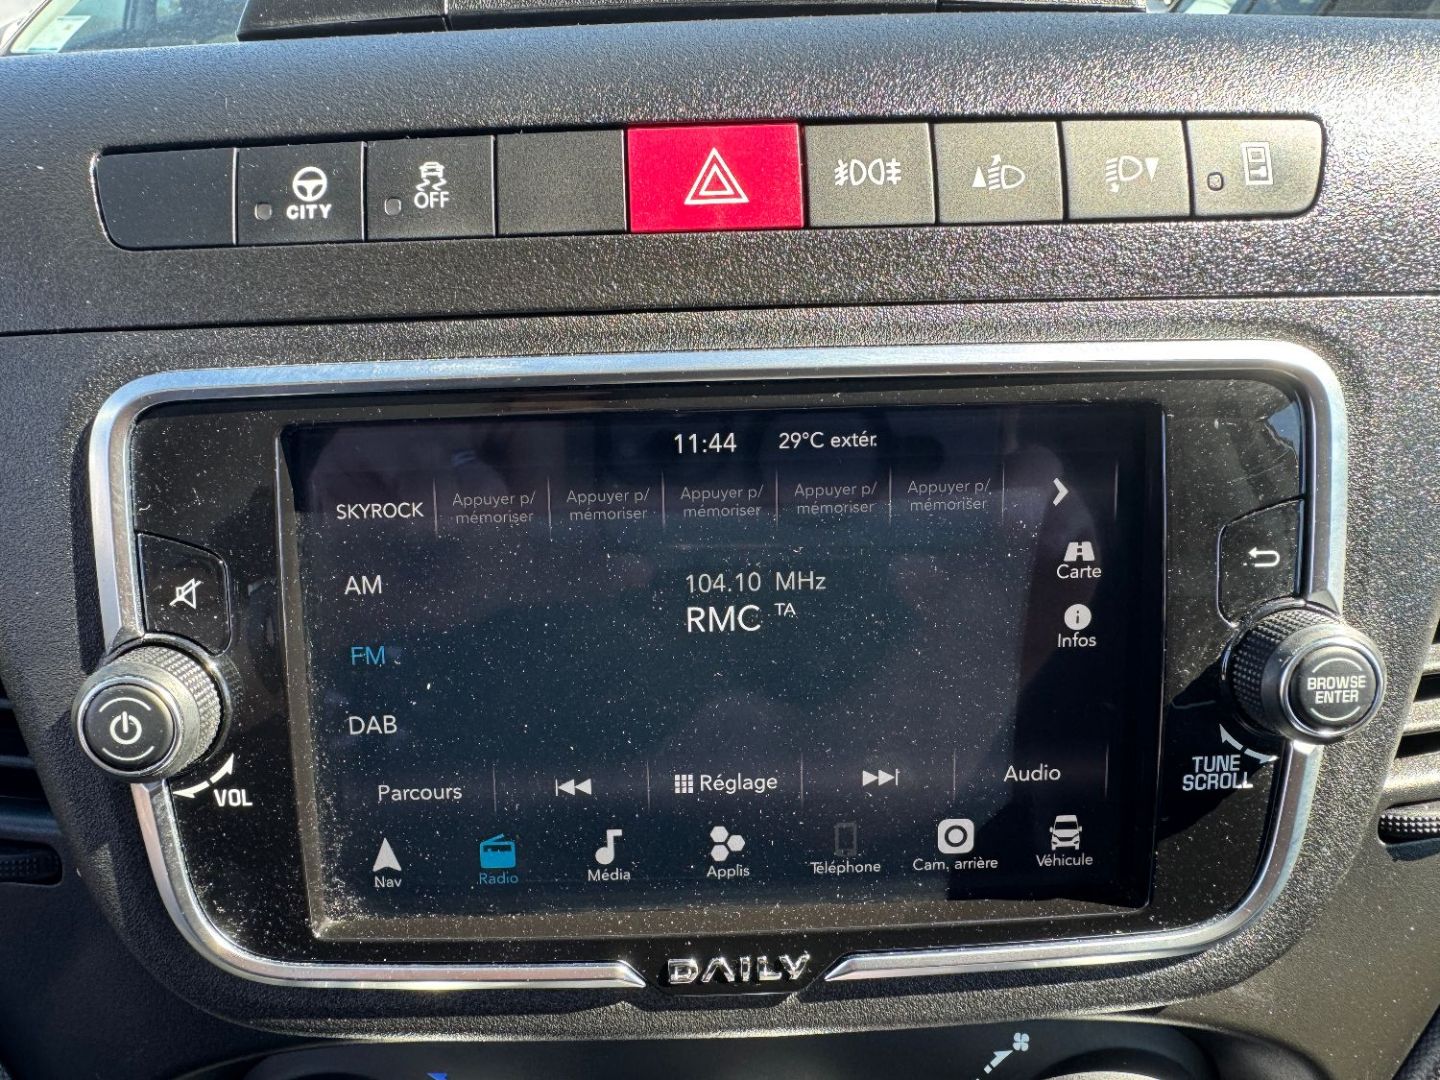 CITY
OFF
11:44 29°C extér.
SKYROCK
Appuyer p/
mémoriser
Appuyer p/
mémoriser
Appuyer p/
mémoriser
Appuyer p/
mémoriser
Appuyer p/
mémoriser
AM
104.10 MHz
RMC TA
Carte
Infos
FM
DAB
BROWSE
ENTER
VOL
TUNE
SCROLL
Parcours
Réglage
Audio
Nav
Radio
Média
Applis
Téléphone
Cam. arrière
Véhicule
DAILY